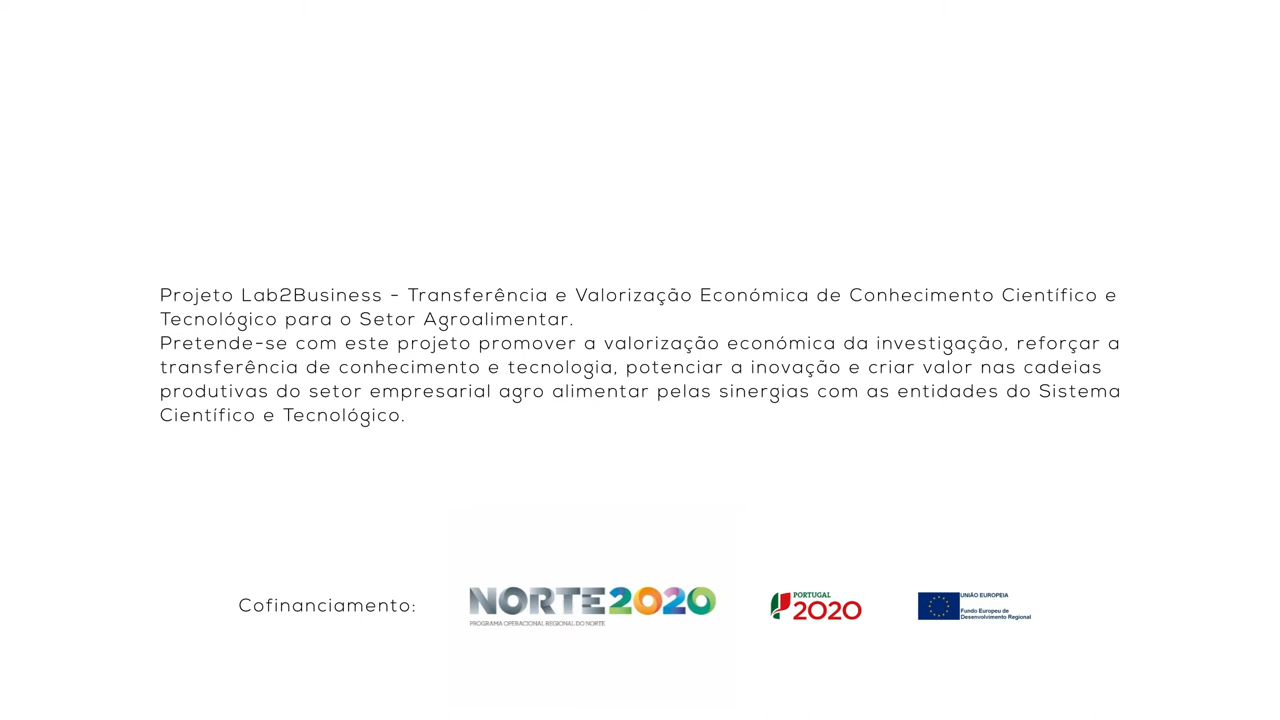 Projeto Lab2Business - Transferência e Valorização Económica de Conhecimento Científico e
Tecnológico para o Setor Agroalimentar.
Pretende-se com este projeto promover a valorização económica da investigação, reforçar a
transferência de conhecimento e tecnologia, potenciar a inovação e criar valor nas cadeias
produtivas do setor empresarial agro alimentar pelas sinergias com as entidades do Sistema
Científico e Tecnológico.
Cofinanciamento:
NORTE2020
PROGRAMA OPERACIONAL REGIONAL DO NORTE
PORTUGAL
2020
UNIÃO EUROPEIA
Fundo Europeu de
Desenvolvimento Regional